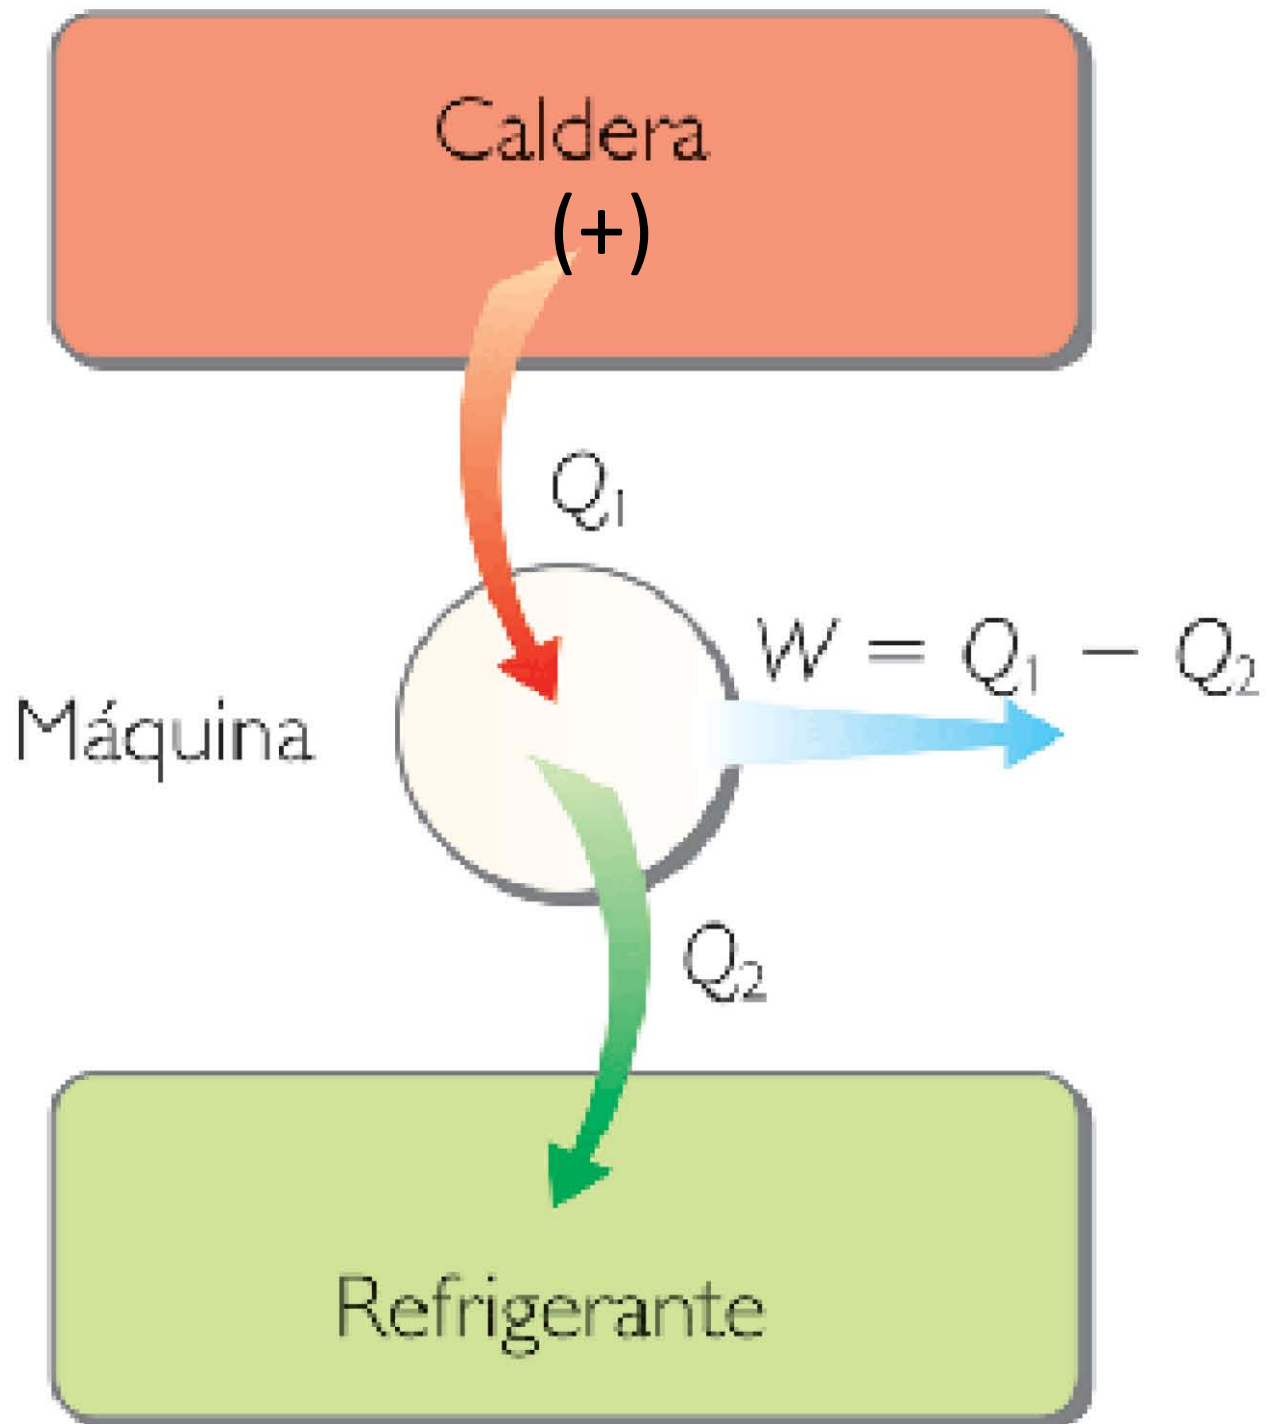 Caldera
(+)
Q₁
W = Q₁ − Q₂
Máquina
Q₂
Refrigerante